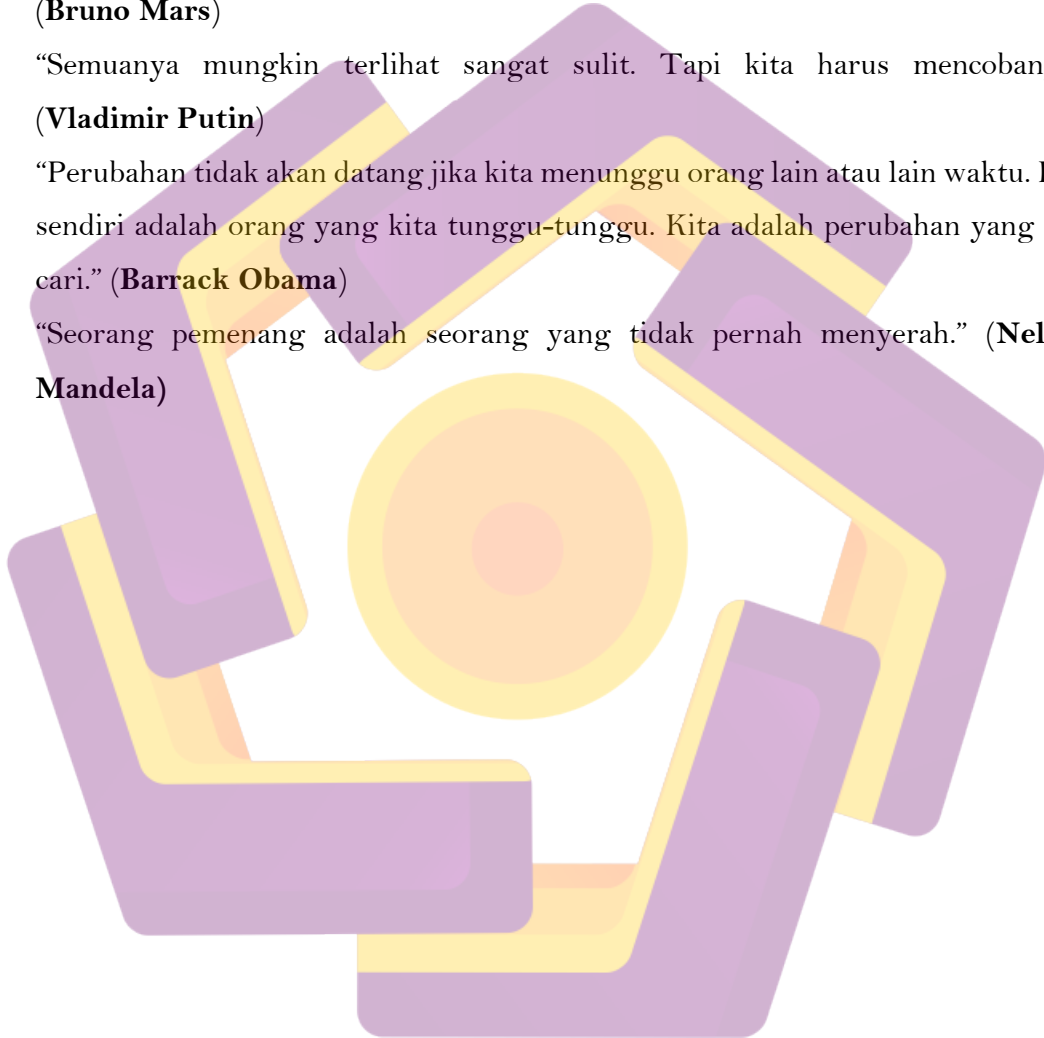 (Bruno Mars)
“Semuanya mungkin terlihat sangat sulit. Tapi kita harus mencoban
(Vladimir Putin)
“Perubahan tidak akan datang jika kita menunggu orang lain atau lain waktu.
sendiri adalah orang yang kita tunggu-tunggu. Kita adalah perubahan yang
cari.” (Barrack Obama)
“Seorang pemenang adalah seorang yang tidak pernah menyerah.” (Nel
Mandela)